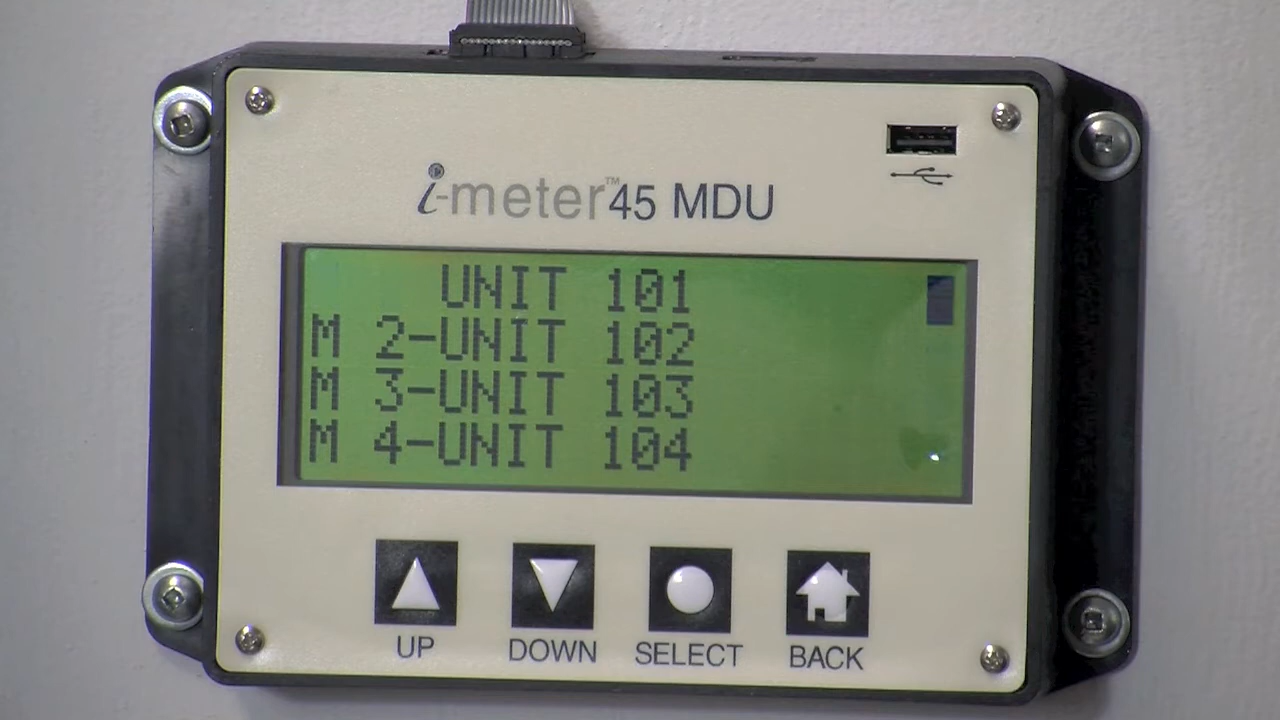 i-meter™45 MDU
UNIT 101
M 2-UNIT 102
M 3-UNIT 103
M 4-UNIT 104
UP DOWN SELECT BACK